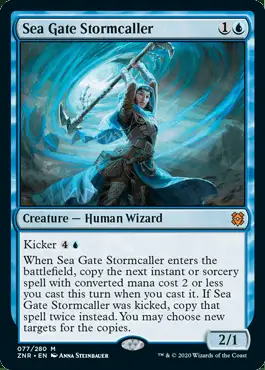 Sea Gate Stormcaller 1
Creature — Human Wizard
Kicker 4
When Sea Gate Stormcaller enters the
battlefield, copy the next instant or sorcery
spell with converted mana cost 2 or less
you cast this turn when you cast it. If Sea
Gate Stormcaller was kicked, copy that
spell twice instead. You may choose new
targets for the copies.
2/1
077/280 M
ZNR • EN ANNA STEINBAUER
™ & © 2020 Wizards of the Coast